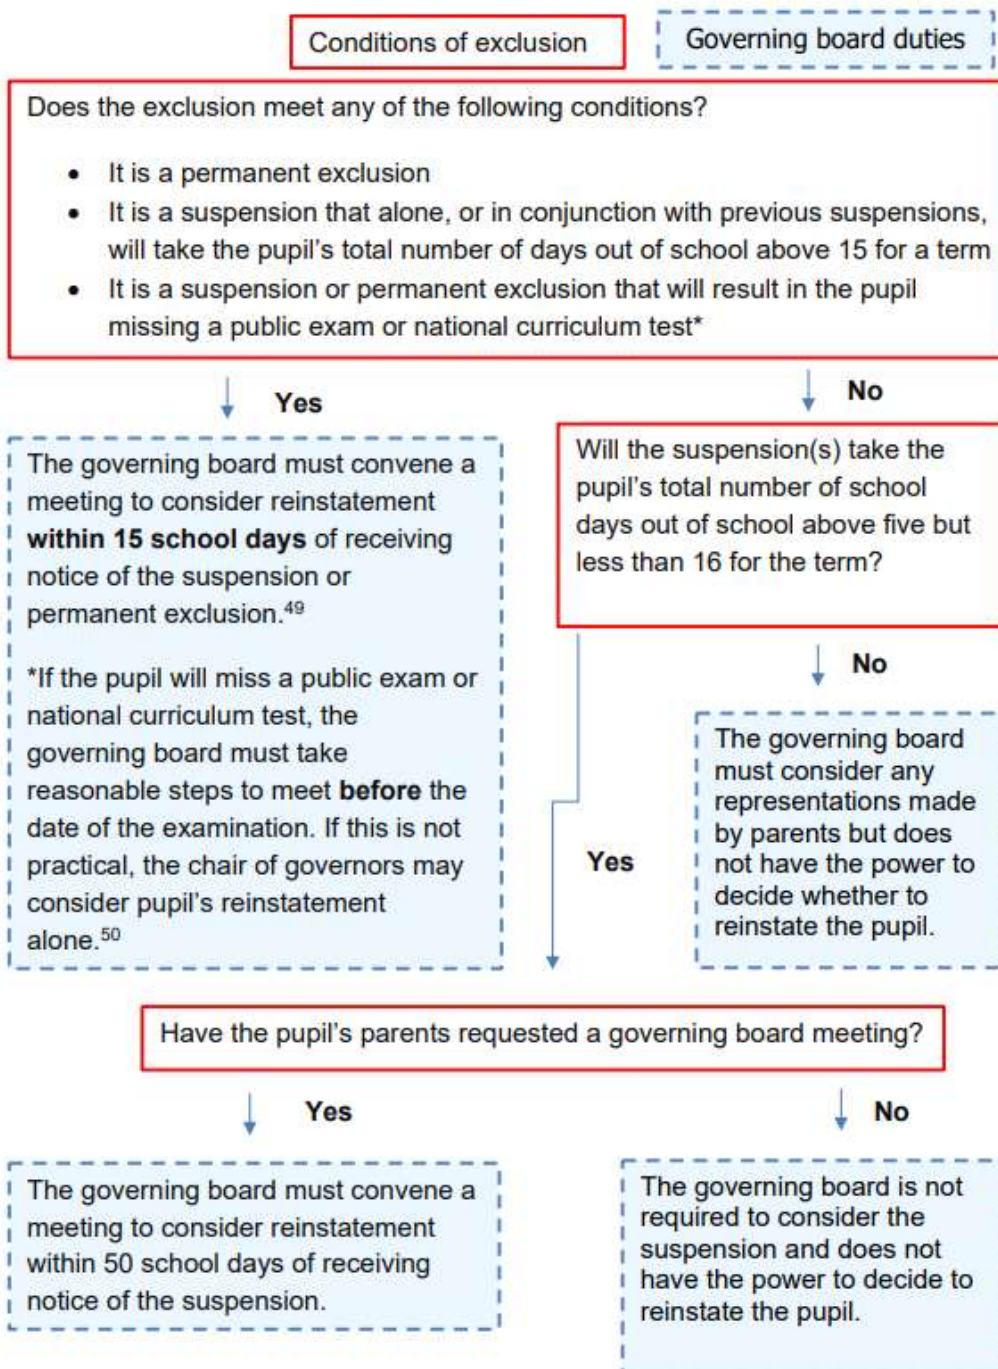 Conditions of exclusion
Governing board duties
Does the exclusion meet any of the following conditions?
• It is a permanent exclusion
• It is a suspension that alone, or in conjunction with previous suspensions,
will take the pupil's total number of days out of school above 15 for a term
• It is a suspension or permanent exclusion that will result in the pupil
missing a public exam or national curriculum test*
Yes
No
The governing board must convene a
meeting to consider reinstatement
within 15 school days of receiving
notice of the suspension or
permanent exclusion.49
*If the pupil will miss a public exam or
national curriculum test, the
governing board must take
reasonable steps to meet before the
date of the examination. If this is not
practical, the chair of governors may
consider pupil's reinstatement
alone.50
Will the suspension(s) take the
pupil's total number of school
days out of school above five but
less than 16 for the term?
No
Yes
The governing board
must consider any
representations made
by parents but does
not have the power to
decide whether to
reinstate the pupil.
Have the pupil's parents requested a governing board meeting?
Yes
No
The governing board must convene a
meeting to consider reinstatement
within 50 school days of receiving
notice of the suspension.
The governing board is not
required to consider the
suspension and does not
have the power to decide to
reinstate the pupil.